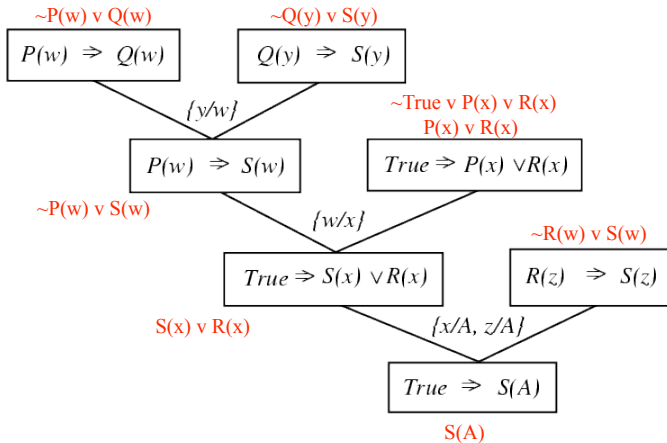 ~P(w) v Q(w)
~Q(y) v S(y)
P(w) ⇒ Q(w)
Q(y) ⇒ S(y)
{y/w}
~True v P(x) v R(x)
P(x) v R(x)
P(w) ⇒ S(w)
True ⇒ P(x) ∨R(x)
~P(w) v S(w)
{w/x}
~R(w) v S(w)
True ⇒ S(x) ∨R(x)
R(z) ⇒ S(z)
S(x) v R(x)
{x/A, z/A}
True ⇒ S(A)
S(A)